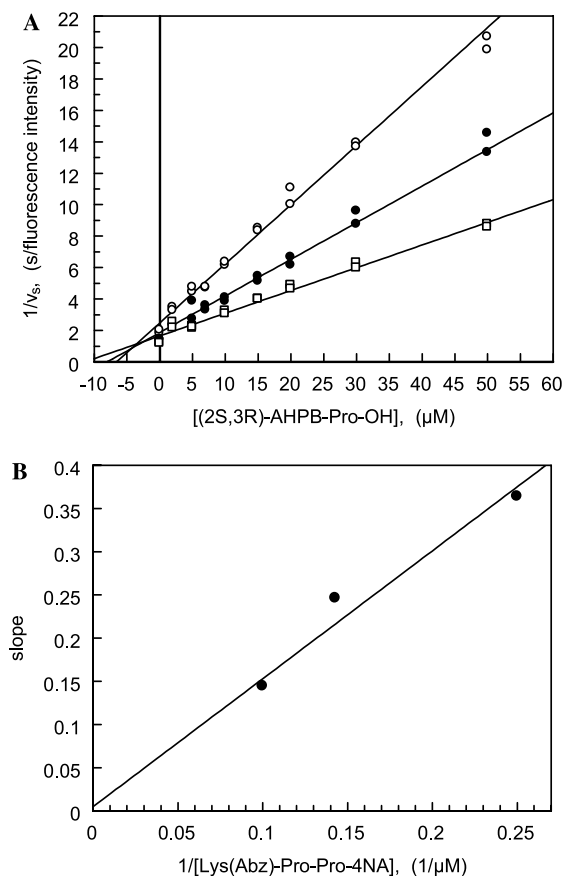 A
22
20
18
16
14
12
10
8
6
4
2
0
1/vs, (s/fluorescence intensity)
-10 -5 0 5 10 15 20 25 30 35 40 45 50 55 60
[(2S,3R)-AHPB-Pro-OH], (μM)
B
0.4
0.35
0.3
0.25
0.2
0.15
0.1
0.05
0
slope
0 0.05 0.1 0.15 0.2 0.25
1/[Lys(Abz)-Pro-Pro-4NA], (1/μM)